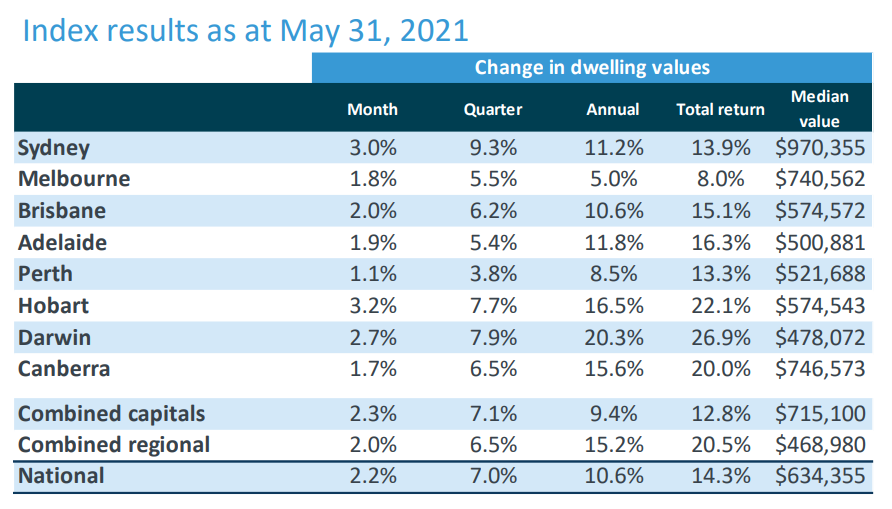 Index results as at May 31, 2021
Change in dwelling values
Month Quarter Annual Total return Median value
Sydney 3.0% 9.3% 11.2% 13.9% $970,355
Melbourne 1.8% 5.5% 5.0% 8.0% $740,562
Brisbane 2.0% 6.2% 10.6% 15.1% $574,572
Adelaide 1.9% 5.4% 11.8% 16.3% $500,881
Perth 1.1% 3.8% 8.5% 13.3% $521,688
Hobart 3.2% 7.7% 16.5% 22.1% $574,543
Darwin 2.7% 7.9% 20.3% 26.9% $478,072
Canberra 1.7% 6.5% 15.6% 20.0% $746,573
Combined capitals 2.3% 7.1% 9.4% 12.8% $715,100
Combined regional 2.0% 6.5% 15.2% 20.5% $468,980
National 2.2% 7.0% 10.6% 14.3% $634,355